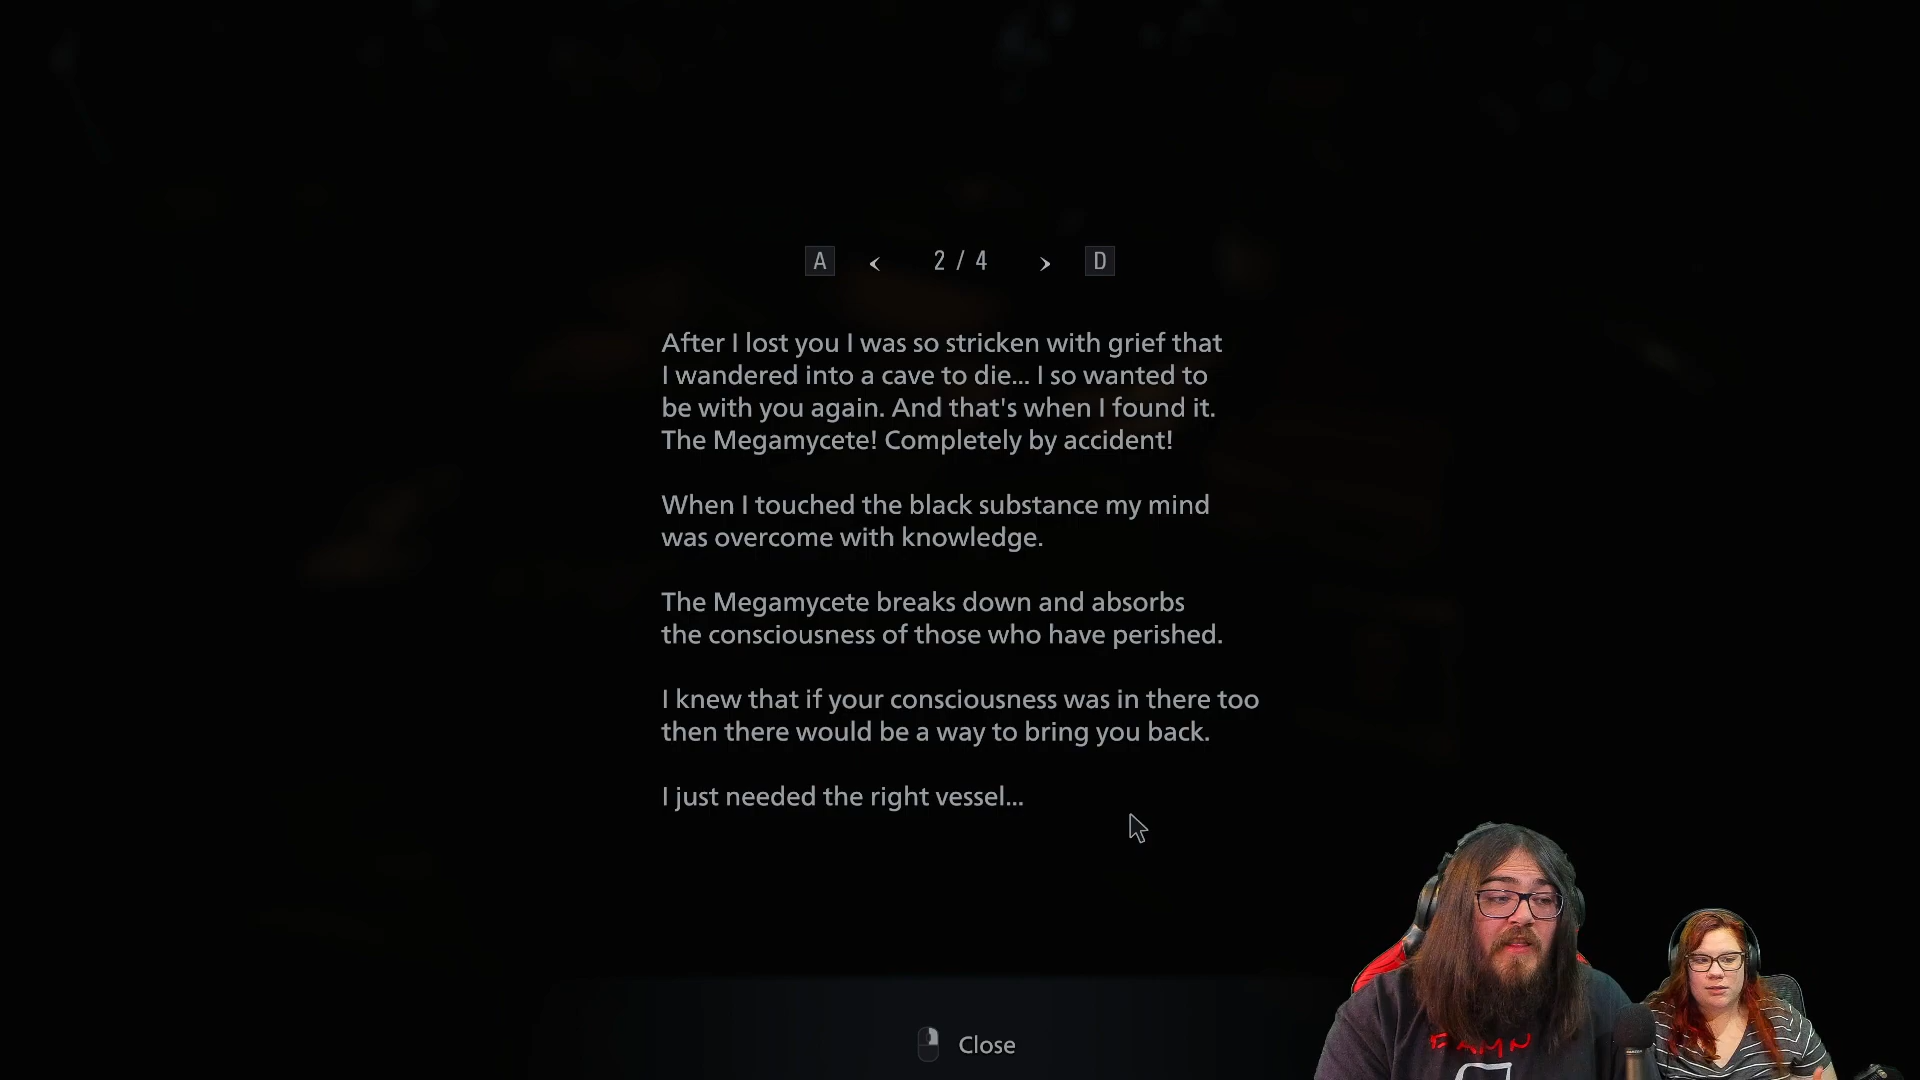 A < 2 / 4 > D
After I lost you I was so stricken with grief that
I wandered into a cave to die... I so wanted to
be with you again. And that's when I found it.
The Megamycete! Completely by accident!
When I touched the black substance my mind
was overcome with knowledge.
The Megamycete breaks down and absorbs
the consciousness of those who have perished.
I knew that if your consciousness was in there too
then there would be a way to bring you back.
I just needed the right vessel...
Close
DAMN